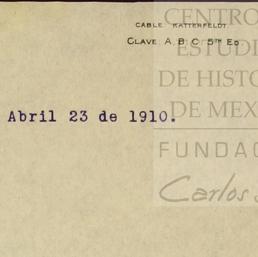 CABLE KATTERFELDT
CLAVE A B C 5TH ED
CENTRO
ESTUDI
DE HISTO
DE MEX
Abril 23 de 1910.
FUNDAC
Carlos S